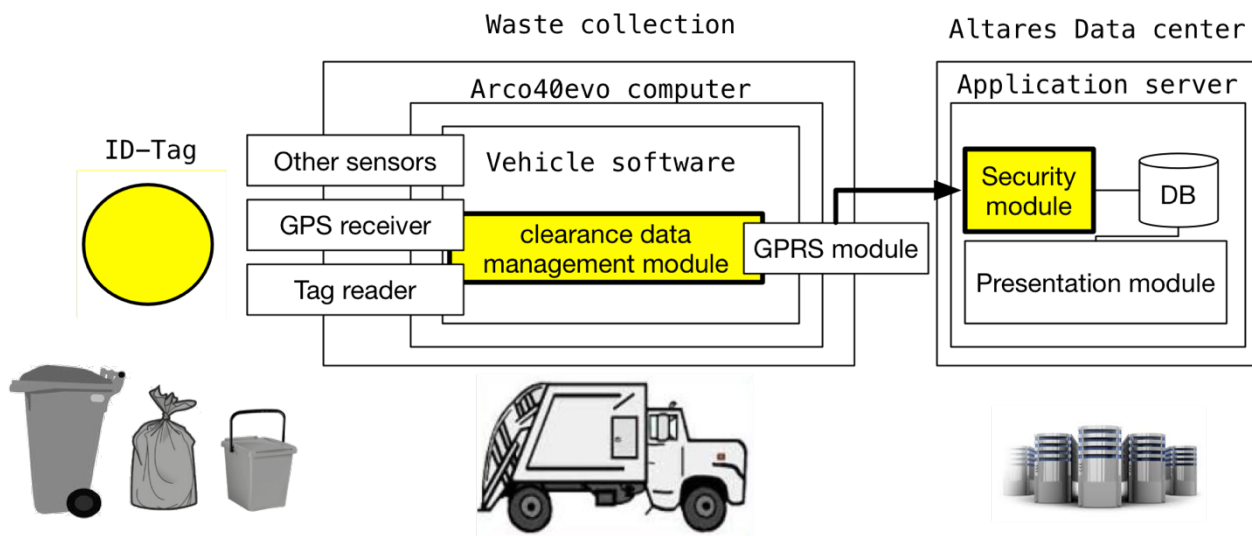 Waste collection
Altares Data center
Arco40evo computer
Application server
ID-Tag
Other sensors
Vehicle software
GPS receiver
clearance data
management module
GPRS module
Tag reader
Security
module
DB
Presentation module